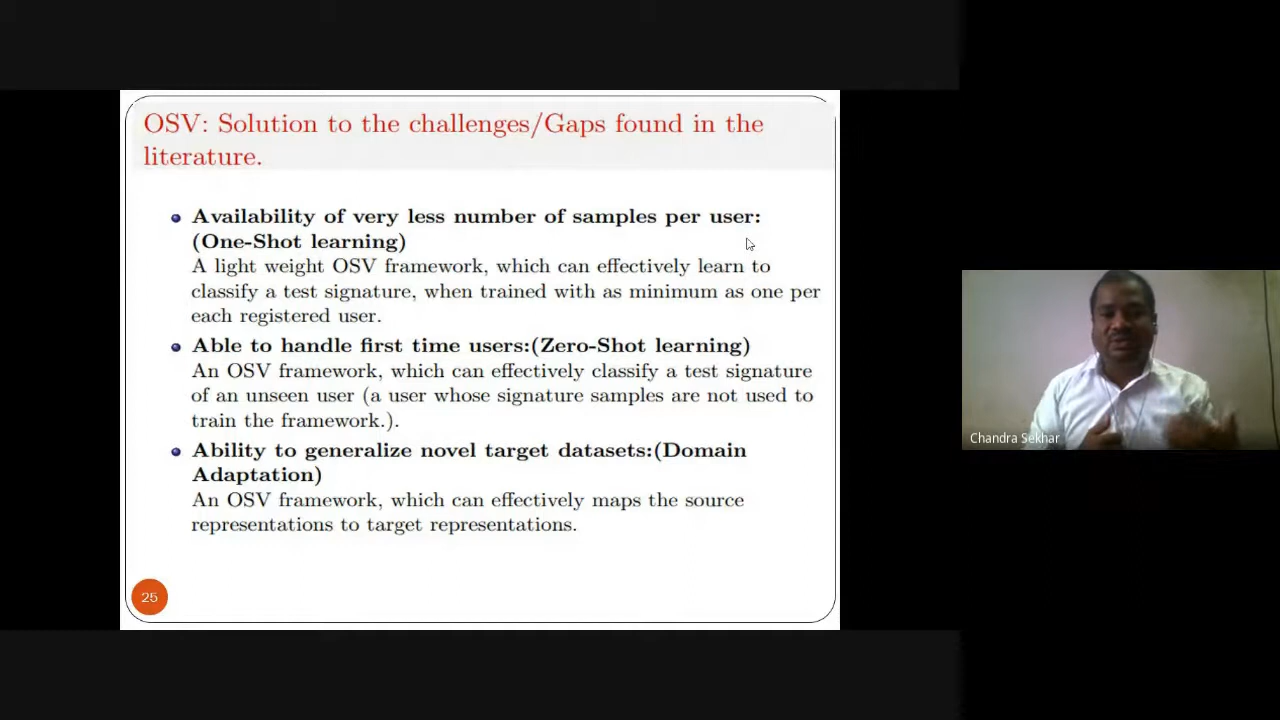 OSV: Solution to the challenges/Gaps found in the
literature.
Availability of very less number of samples per user:
(One-Shot learning)
A light weight OSV framework, which can effectively learn to
classify a test signature, when trained with as minimum as one per
each registered user.
Able to handle first time users:(Zero-Shot learning)
An OSV framework, which can effectively classify a test signature
of an unseen user (a user whose signature samples are not used to
train the framework.).
Ability to generalize novel target datasets:(Domain
Adaptation)
An OSV framework, which can effectively maps the source
representations to target representations.
25
Chandra Sekhar